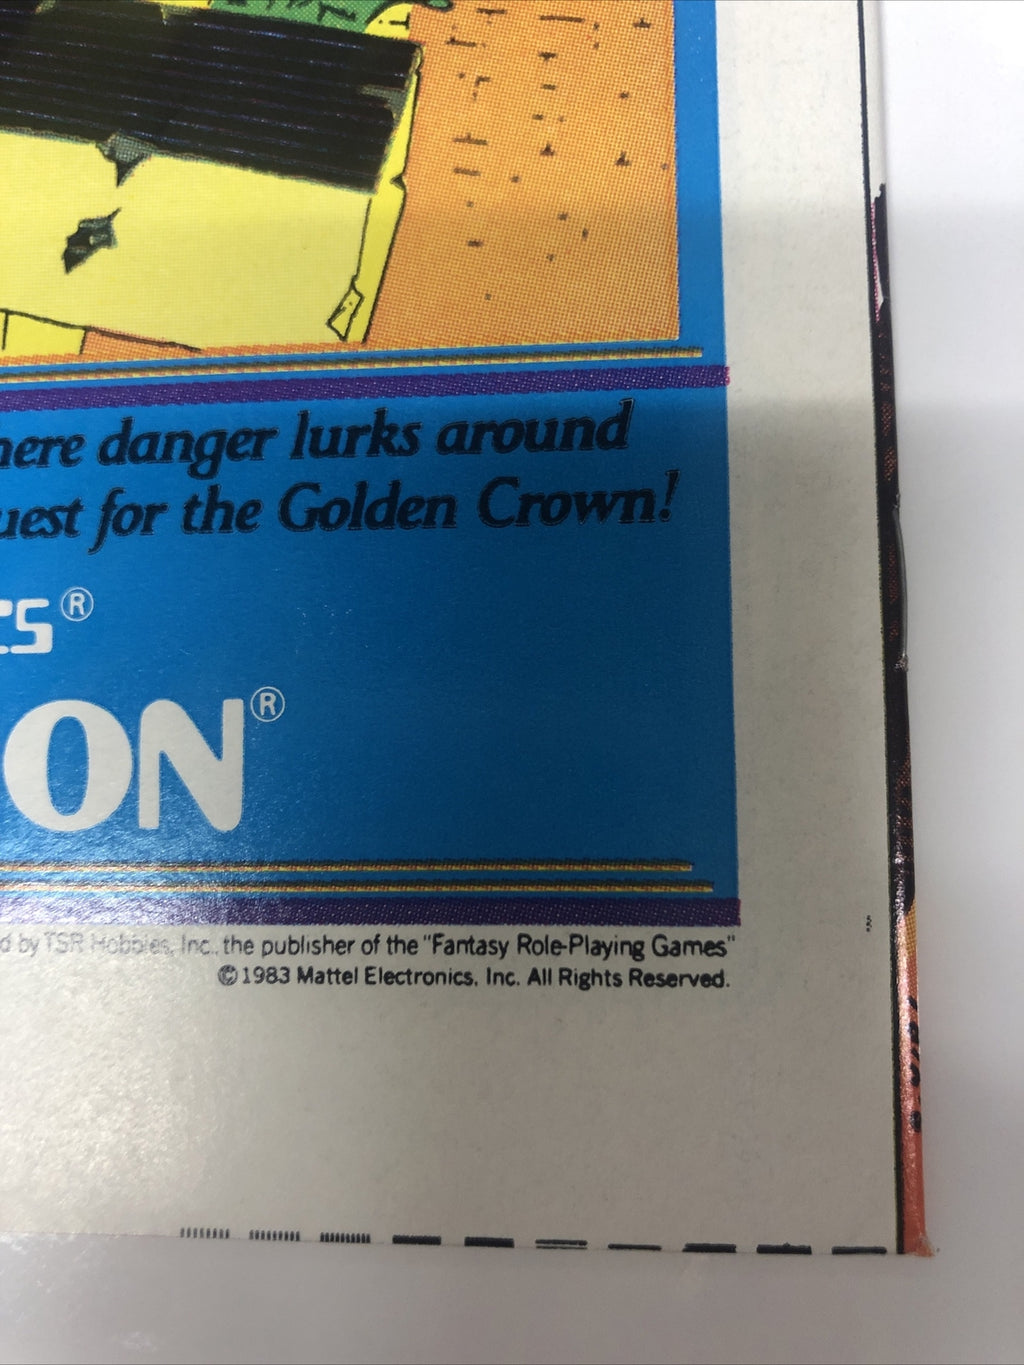 here danger lurks around
uest for the Golden Crown!
CS®
ON®
d by TSR Hobbies, Inc., the publisher of the "Fantasy Role-Playing Games"
©1983 Mattel Electronics, Inc. All Rights Reserved.